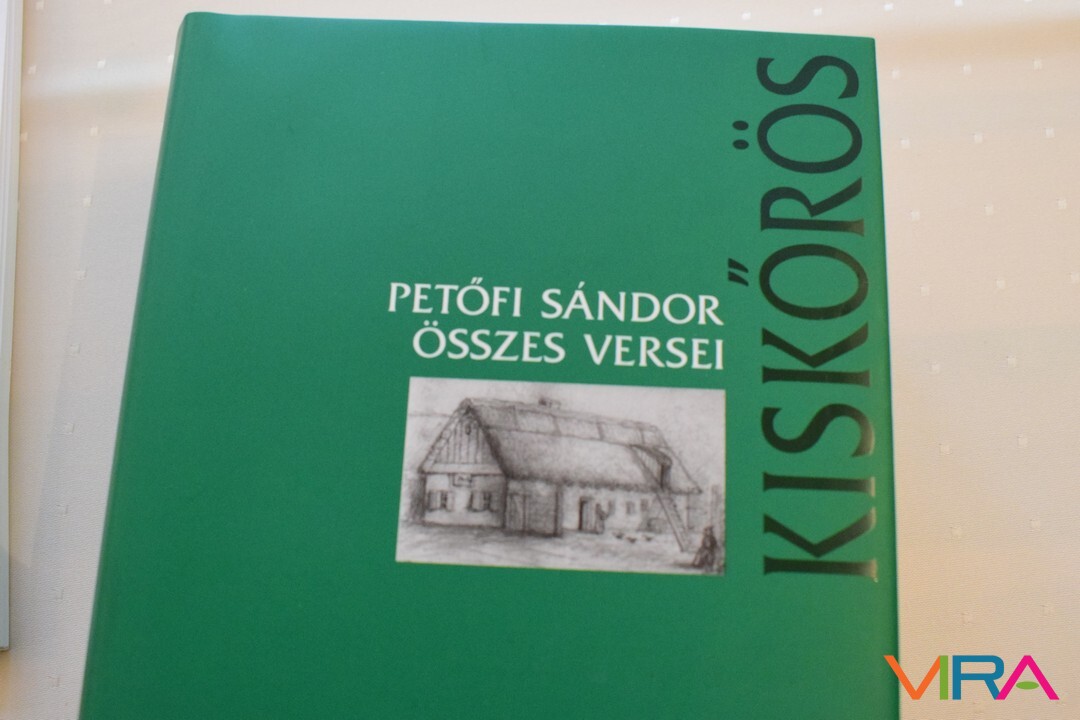 PETŐFI SÁNDOR
ÖSSZES VERSEI
KISKŐRÖS
VIRA